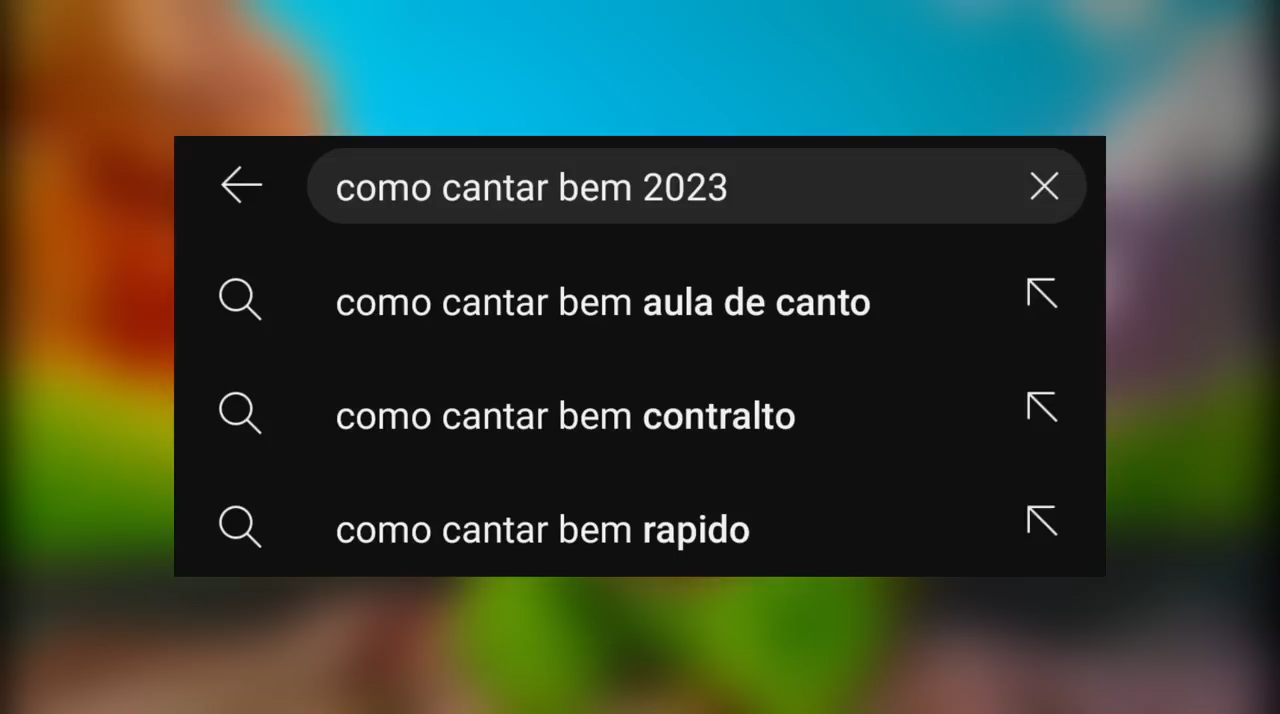 como cantar bem 2023
como cantar bem aula de canto
como cantar bem contralto
como cantar bem rapido